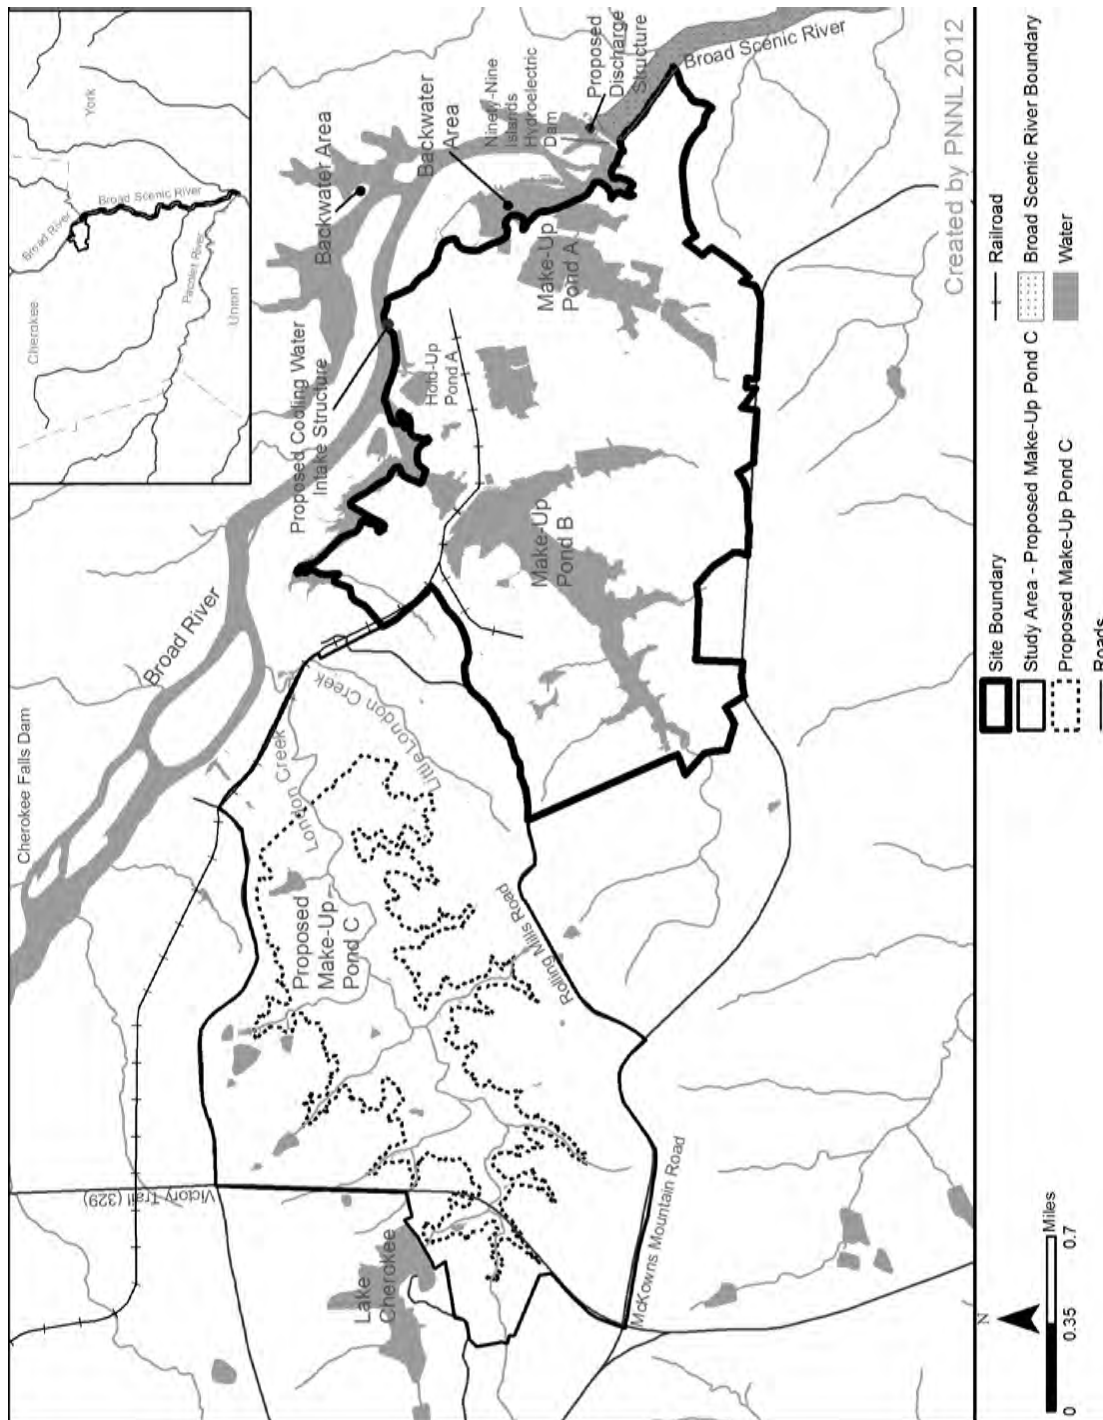 Cherokee
York
Broad River
Broad Scenic River
Pacolet River
Union
Cherokee Falls Dam
Broad River
Victory Trail (329)
Lake
Cherokee
Proposed
Make-Up
Pond C
London Creek
Little London Creek
Rolling Mills Road
McKowns Mountain Road
Proposed Cooling Water
Intake Structure
Backwater Area
Backwater
Area
Ninety-Nine
Islands
Hydroelectric
Dam
Proposed
Discharge
Structure
Broad Scenic River
Hold-Up
Pond A
Make-Up
Pond A
Make-Up
Pond B
Created by PNNL 2012
N
0 0.35 0.7
Miles
Site Boundary
Study Area - Proposed Make-Up Pond C
Proposed Make-Up Pond C
Roads
Railroad
Broad Scenic River Boundary
Water